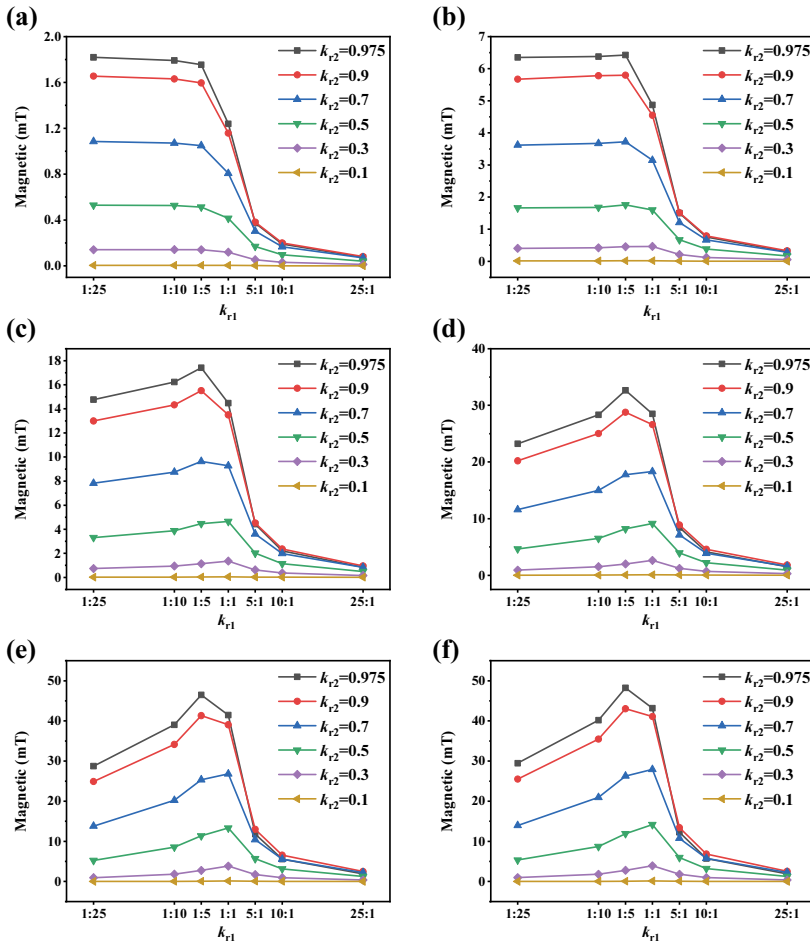 (a)
2.0
1.6
1.2
0.8
0.4
0.0
Magnetic (mT)
kr2=0.975
kr2=0.9
kr2=0.7
kr2=0.5
kr2=0.3
kr2=0.1
1:25 1:10 1:5 1:1 5:1 10:1 25:1
kr1
(b)
7
6
5
4
3
2
1
0
Magnetic (mT)
kr2=0.975
kr2=0.9
kr2=0.7
kr2=0.5
kr2=0.3
kr2=0.1
1:25 1:10 1:5 1:1 5:1 10:1 25:1
kr1
(c)
18
16
14
12
10
8
6
4
2
0
Magnetic (mT)
kr2=0.975
kr2=0.9
kr2=0.7
kr2=0.5
kr2=0.3
kr2=0.1
1:25 1:10 1:5 1:1 5:1 10:1 25:1
kr1
(d)
40
30
20
10
0
Magnetic (mT)
kr2=0.975
kr2=0.9
kr2=0.7
kr2=0.5
kr2=0.3
kr2=0.1
1:25 1:10 1:5 1:1 5:1 10:1 25:1
kr1
(e)
50
40
30
20
10
0
Magnetic (mT)
kr2=0.975
kr2=0.9
kr2=0.7
kr2=0.5
kr2=0.3
kr2=0.1
1:25 1:10 1:5 1:1 5:1 10:1 25:1
kr1
(f)
50
40
30
20
10
0
Magnetic (mT)
kr2=0.975
kr2=0.9
kr2=0.7
kr2=0.5
kr2=0.3
kr2=0.1
1:25 1:10 1:5 1:1 5:1 10:1 25:1
kr1